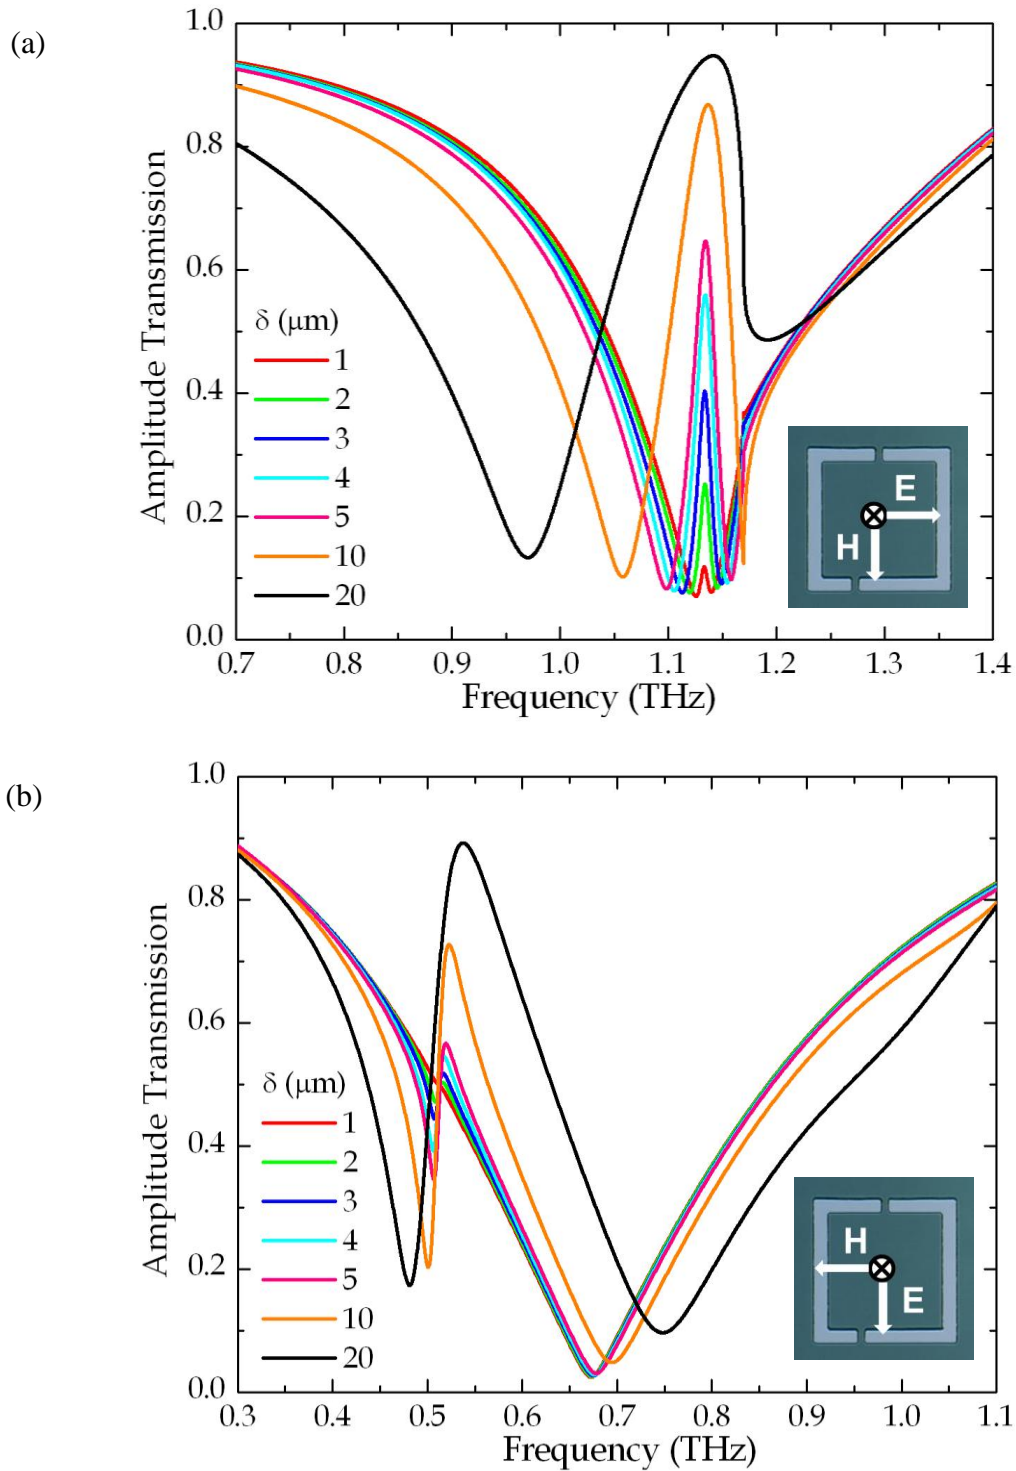 (a)
1.0
0.8
0.6
0.4
0.2
0.0
Amplitude Transmission
δ (μm)
1
2
3
4
5
10
20
E
H
0.7 0.8 0.9 1.0 1.1 1.2 1.3 1.4
Frequency (THz)
(b)
1.0
0.8
0.6
0.4
0.2
0.0
Amplitude Transmission
δ (μm)
1
2
3
4
5
10
20
H
E
0.3 0.4 0.5 0.6 0.7 0.8 0.9 1.0 1.1
Frequency (THz)